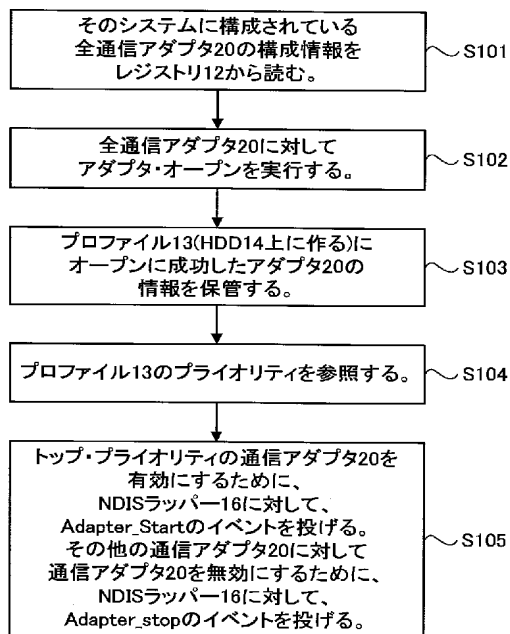 そのシステムに構成されている
全通信アダプタ20の構成情報を
レジストリ12から読む。
S101
全通信アダプタ20に対して
アダプタ・オープンを実行する。
S102
プロファイル13(HDD14上に作る)に
オープンに成功したアダプタ20の
情報を保管する。
S103
プロファイル13のプライオリティを参照する。
S104
トップ・プライオリティの通信アダプタ20を
有効にするために、
NDISラッパー16に対して、
Adapter_Startのイベントを投げる。
その他の通信アダプタ20に対して
通信アダプタ20を無効にするために、
NDISラッパー16に対して、
Adapter_stopのイベントを投げる。
S105